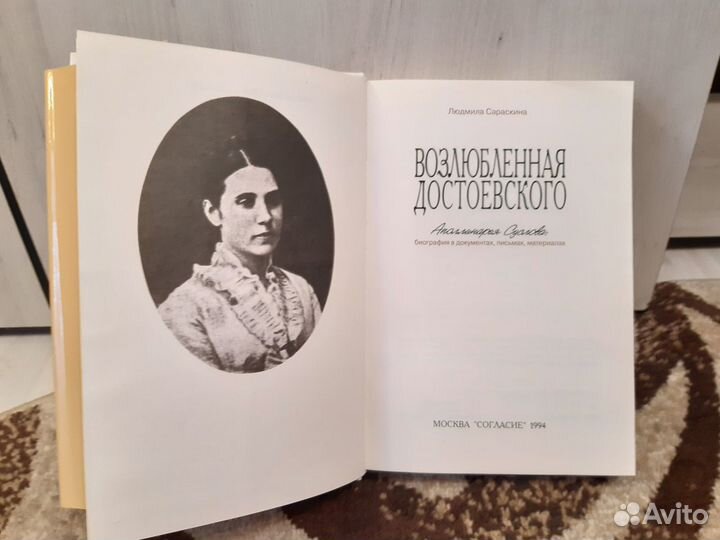 Людмила Сараскина
ВОЗЛЮБЛЕННАЯ
ДОСТОЕВСКОГО
Аполлинария Суслова:
биография в документах, письмах, материалах
МОСКВА "СОГЛАСИЕ" 1994
Avito